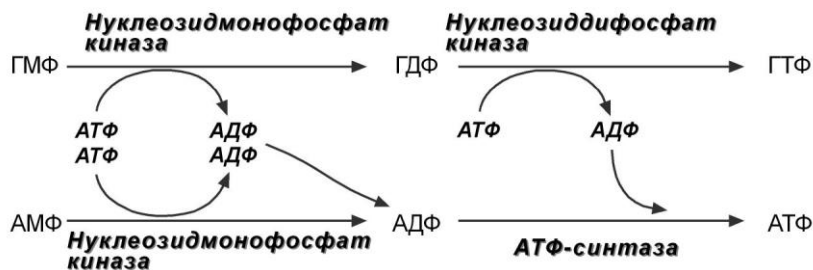 Нуклеозидмонофосфат
киназа
Нуклеозиддифосфат
киназа
ГМФ
ГДФ
ГТФ
АТФ
АДФ
АТФ
АДФ
АТФ
АДФ
АМФ
АДФ
АТФ
Нуклеозидмонофосфат
киназа
АТФ-синтаза